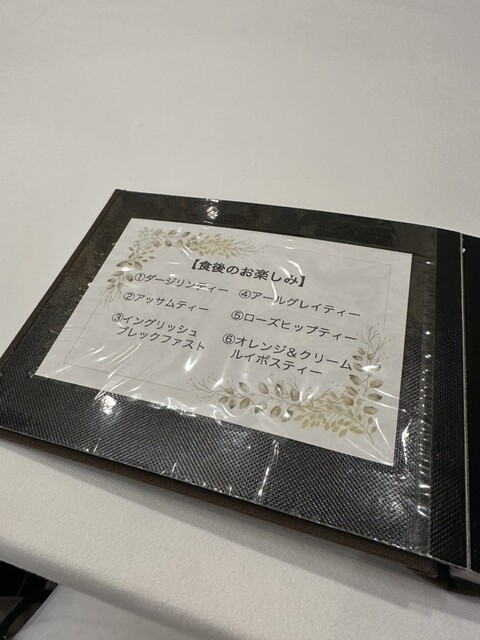 【食後のお楽しみ】
①ダージリンティー
②アッサムティー
③イングリッシュ
ブレックファスト
④アールグレイティー
⑤ローズヒップティー
⑥オレンジ&クリーム
ルイボスティー